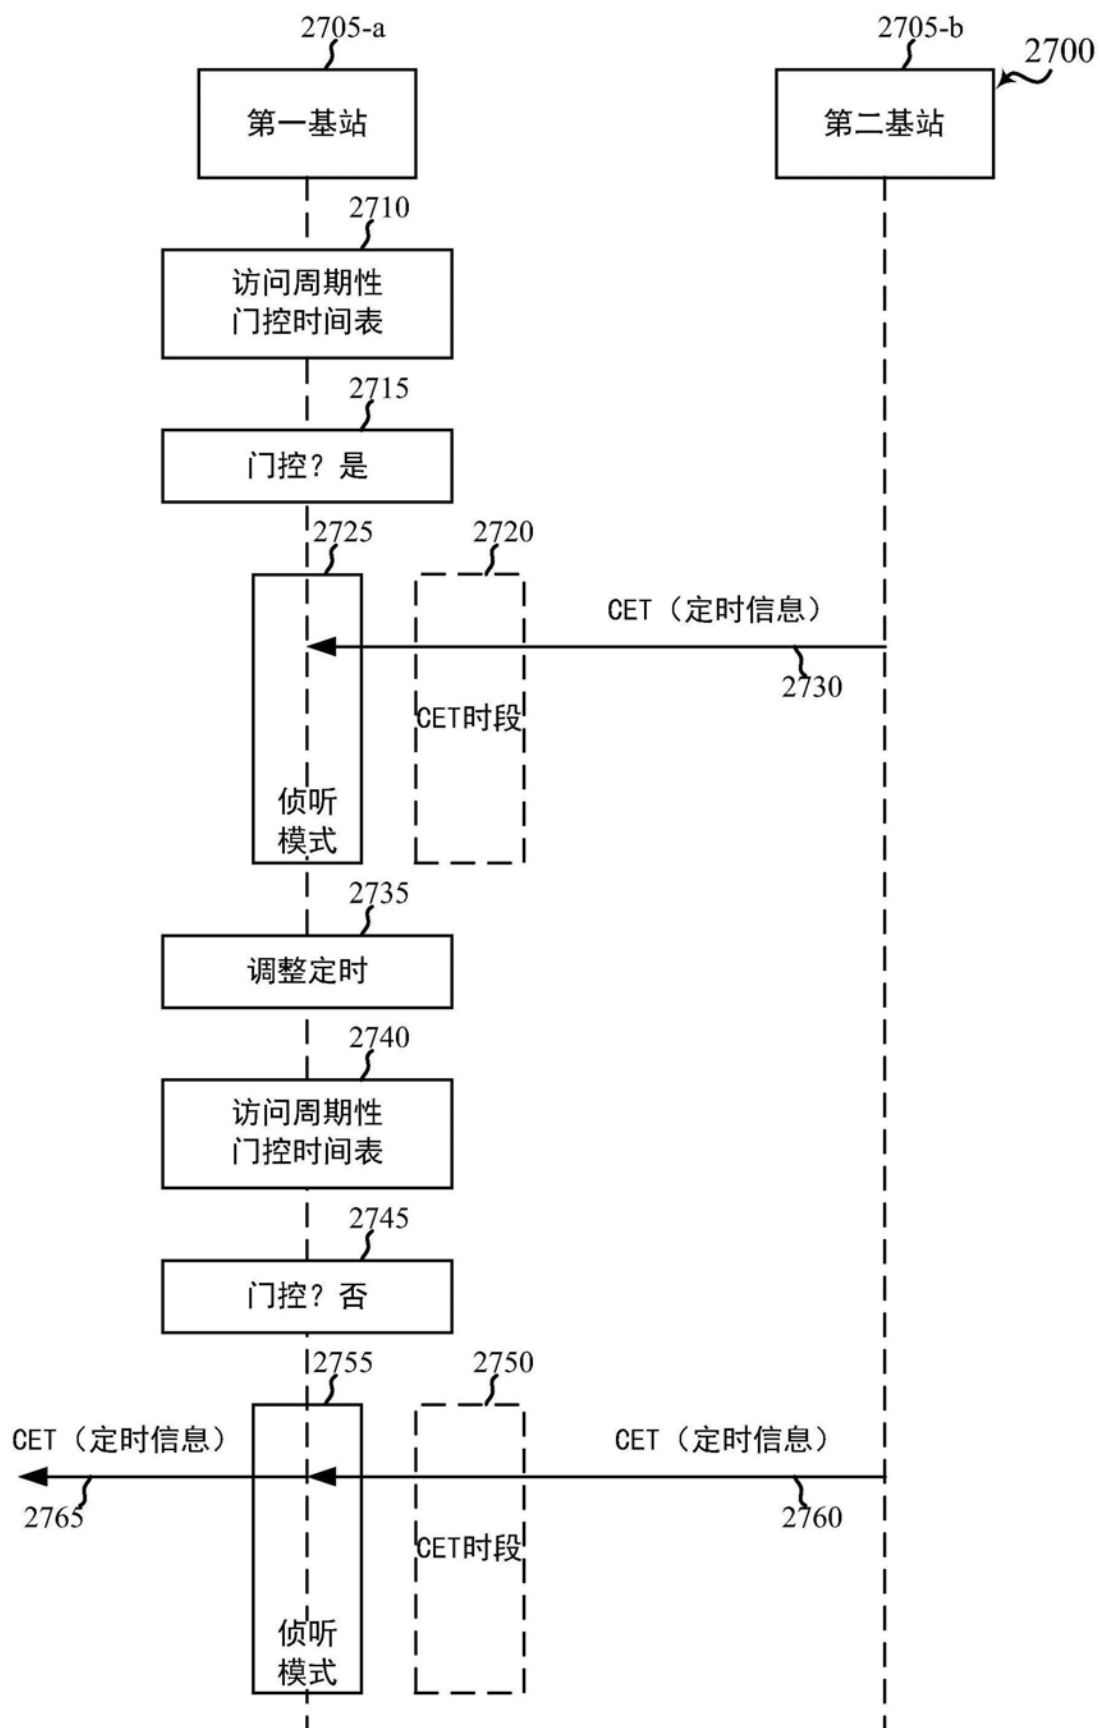 2705-a
2705-b
2700
第一基站
第二基站
2710
访问周期性
门控时间表
2715
门控？是
2725
2720
CET（定时信息）
2730
CET时段
侦听
模式
2735
调整定时
2740
访问周期性
门控时间表
2745
门控？否
2755
2750
CET（定时信息）
CET（定时信息）
2765
2760
CET时段
侦听
模式